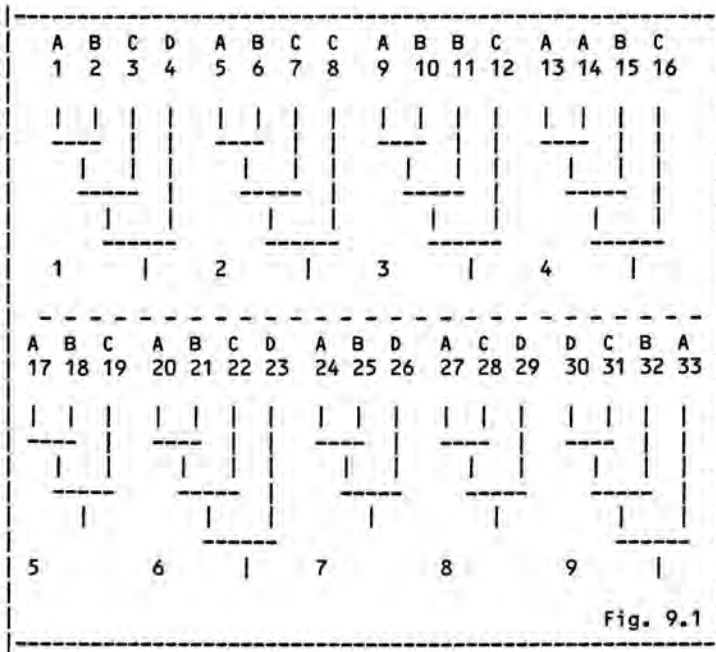 A B C D A B C C A B B C A A B C
1 2 3 4 5 6 7 8 9 10 11 12 13 14 15 16
1 2 3 4
A B C A B C D A B D A C D D C B A
17 18 19 20 21 22 23 24 25 26 27 28 29 30 31 32 33
5 6 7 8 9
Fig. 9.1